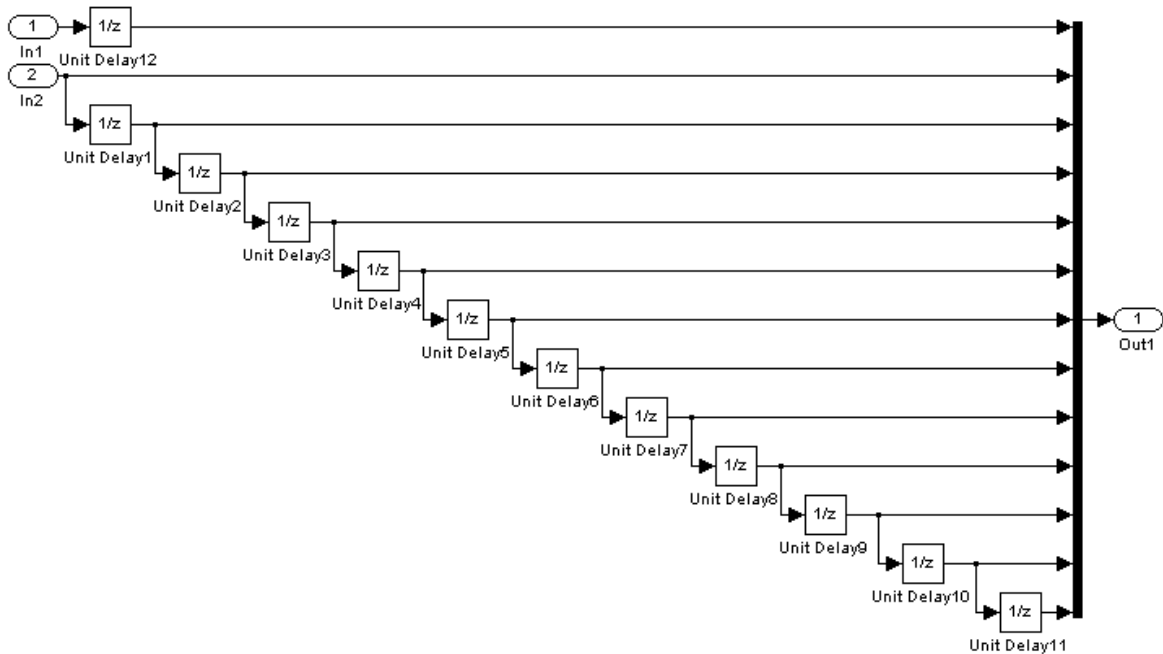 1
1/z
In1
Unit Delay12
2
In2
1/z
Unit Delay1
1/z
Unit Delay2
1/z
Unit Delay3
1/z
Unit Delay4
1/z
Unit Delay5
1
Out1
1/z
Unit Delay6
1/z
Unit Delay7
1/z
Unit Delay8
1/z
Unit Delay9
1/z
Unit Delay10
1/z
Unit Delay11